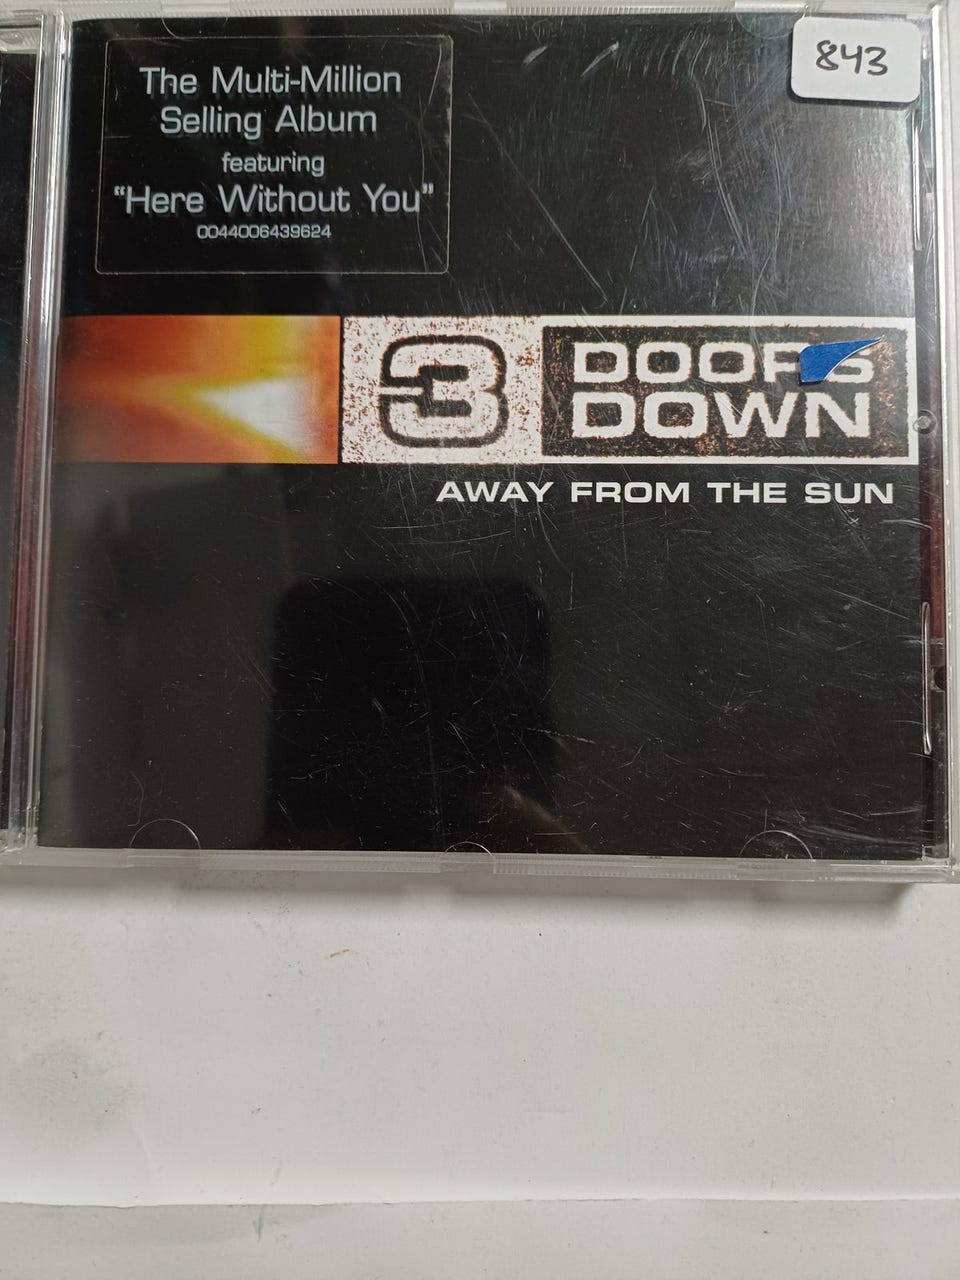 843
The Multi-Million
Selling Album
featuring
"Here Without You"
0044006439624
3
DOORS
DOWN
AWAY FROM THE SUN